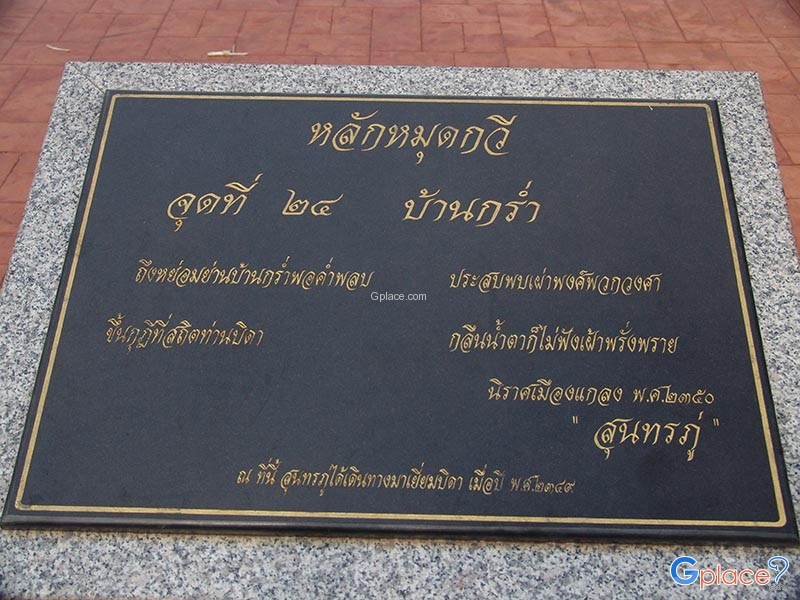 หลักหมุดกวี
จุดที่ ๒๔ บ้านกร่ำ
ถึงหย่อมย่านบ้านกร่ำพอค่ำพลบ ประสบพบเผ่าพงศ์พวกวงศา
Gplace.com
ขึ้นกุฎีที่สถิตท่านบิดา กลืนน้ำตาก็ไม่ฟังเฝ้าพรั่งพราย
นิราศเมืองแกลง พ.ศ.๒๓๕๐
"สุนทรภู่"
ณ ที่นี้ สุนทรภู่ได้เดินทางมาเยี่ยมบิดา เมื่อปี พ.ศ.๒๓๔๙
Gplace